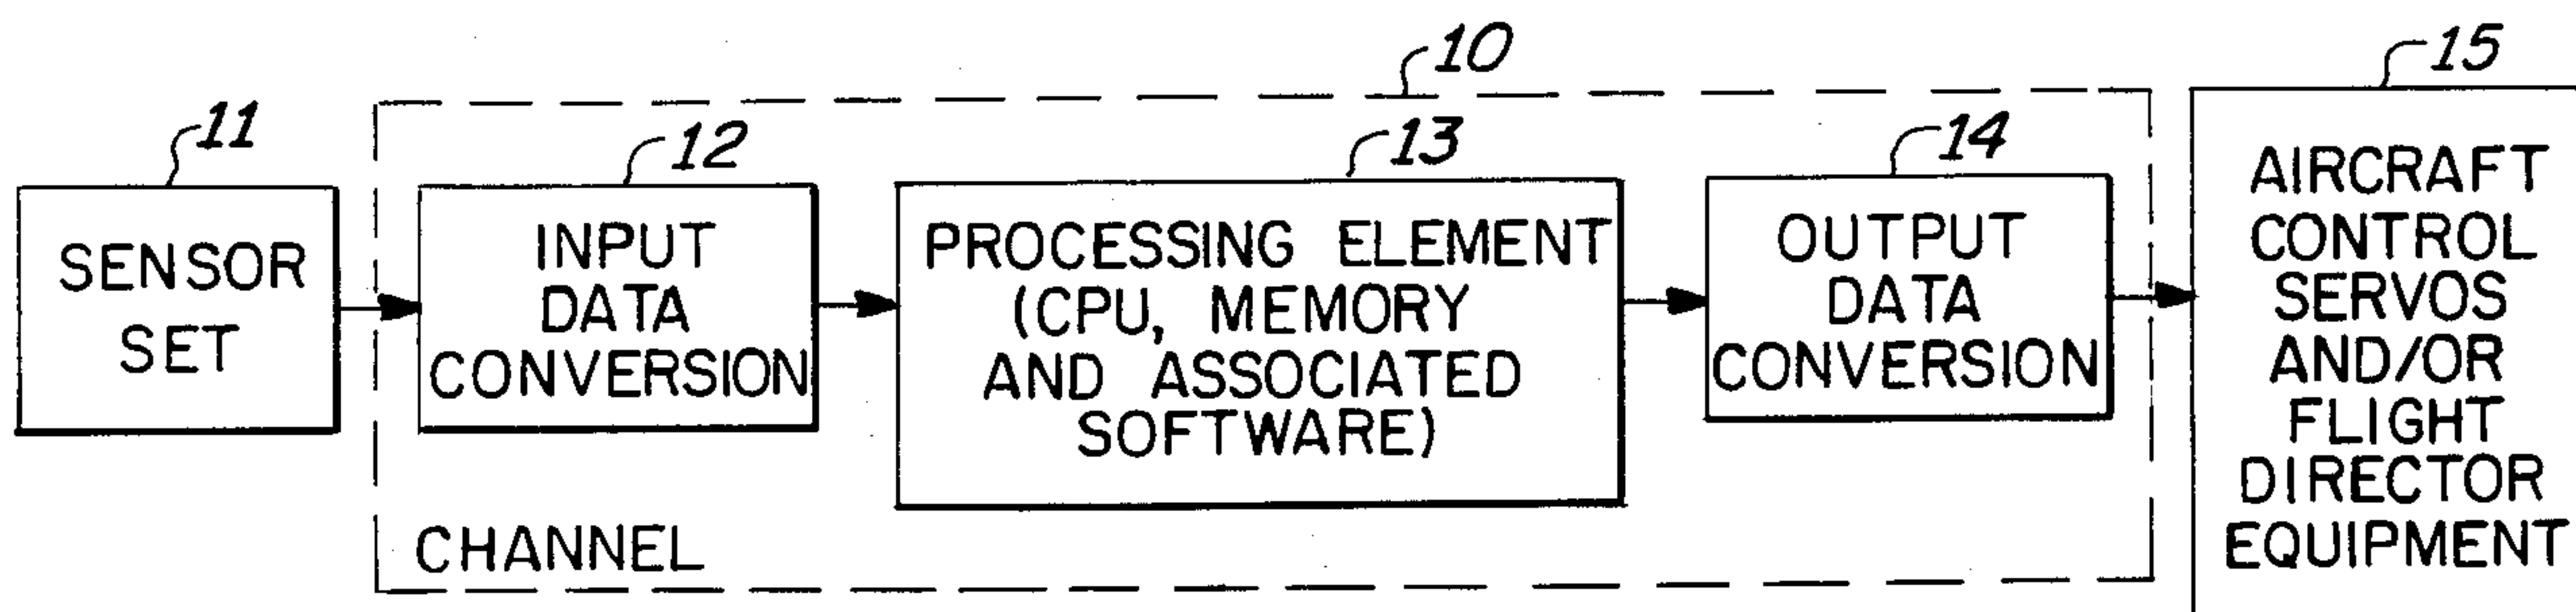 10
15
11
12
13
14
SENSOR
SET
INPUT
DATA
CONVERSION
PROCESSING ELEMENT
(CPU, MEMORY
AND ASSOCIATED
SOFTWARE)
OUTPUT
DATA
CONVERSION
AIRCRAFT
CONTROL
SERVOS
AND/OR
FLIGHT
DIRECTOR
EQUIPMENT
CHANNEL